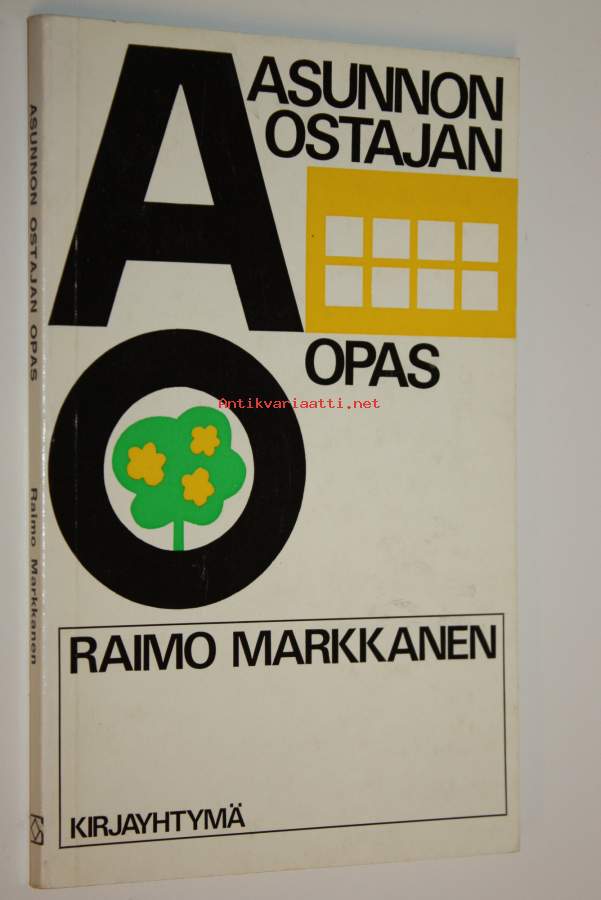 A
ASUNNON
OSTAJAN
OPAS
O
Antikvariaatti.net
RAIMO MARKKANEN
KIRJAYHTYMÄ
ASUNNON OSTAJAN OPAS
Raimo Markkanen